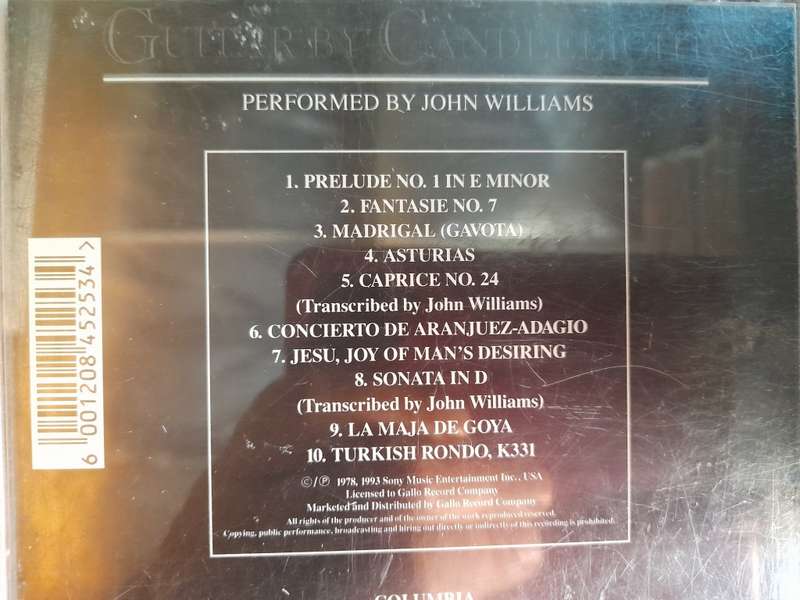 GUITAR BY CANDLELIGHT
PERFORMED BY JOHN WILLIAMS
1. PRELUDE NO. 1 IN E MINOR
2. FANTASIE NO. 7
3. MADRIGAL (GAVOTA)
4. ASTURIAS
5. CAPRICE NO. 24
(Transcribed by John Williams)
6. CONCIERTO DE ARANJUEZ-ADAGIO
7. JESU, JOY OF MAN'S DESIRING
8. SONATA IN D
(Transcribed by John Williams)
9. LA MAJA DE GOYA
10. TURKISH RONDO, K331
©/℗ 1978, 1993 Sony Music Entertainment Inc., USA
Licensed to Gallo Record Company
Marketed and Distributed by Gallo Record Company
All rights of the producer and of the owner of the work reproduced reserved.
Copying, public performance, broadcasting and hiring out directly or indirectly of this recording is prohibited.
COLUMBIA
6 001208 452534 >